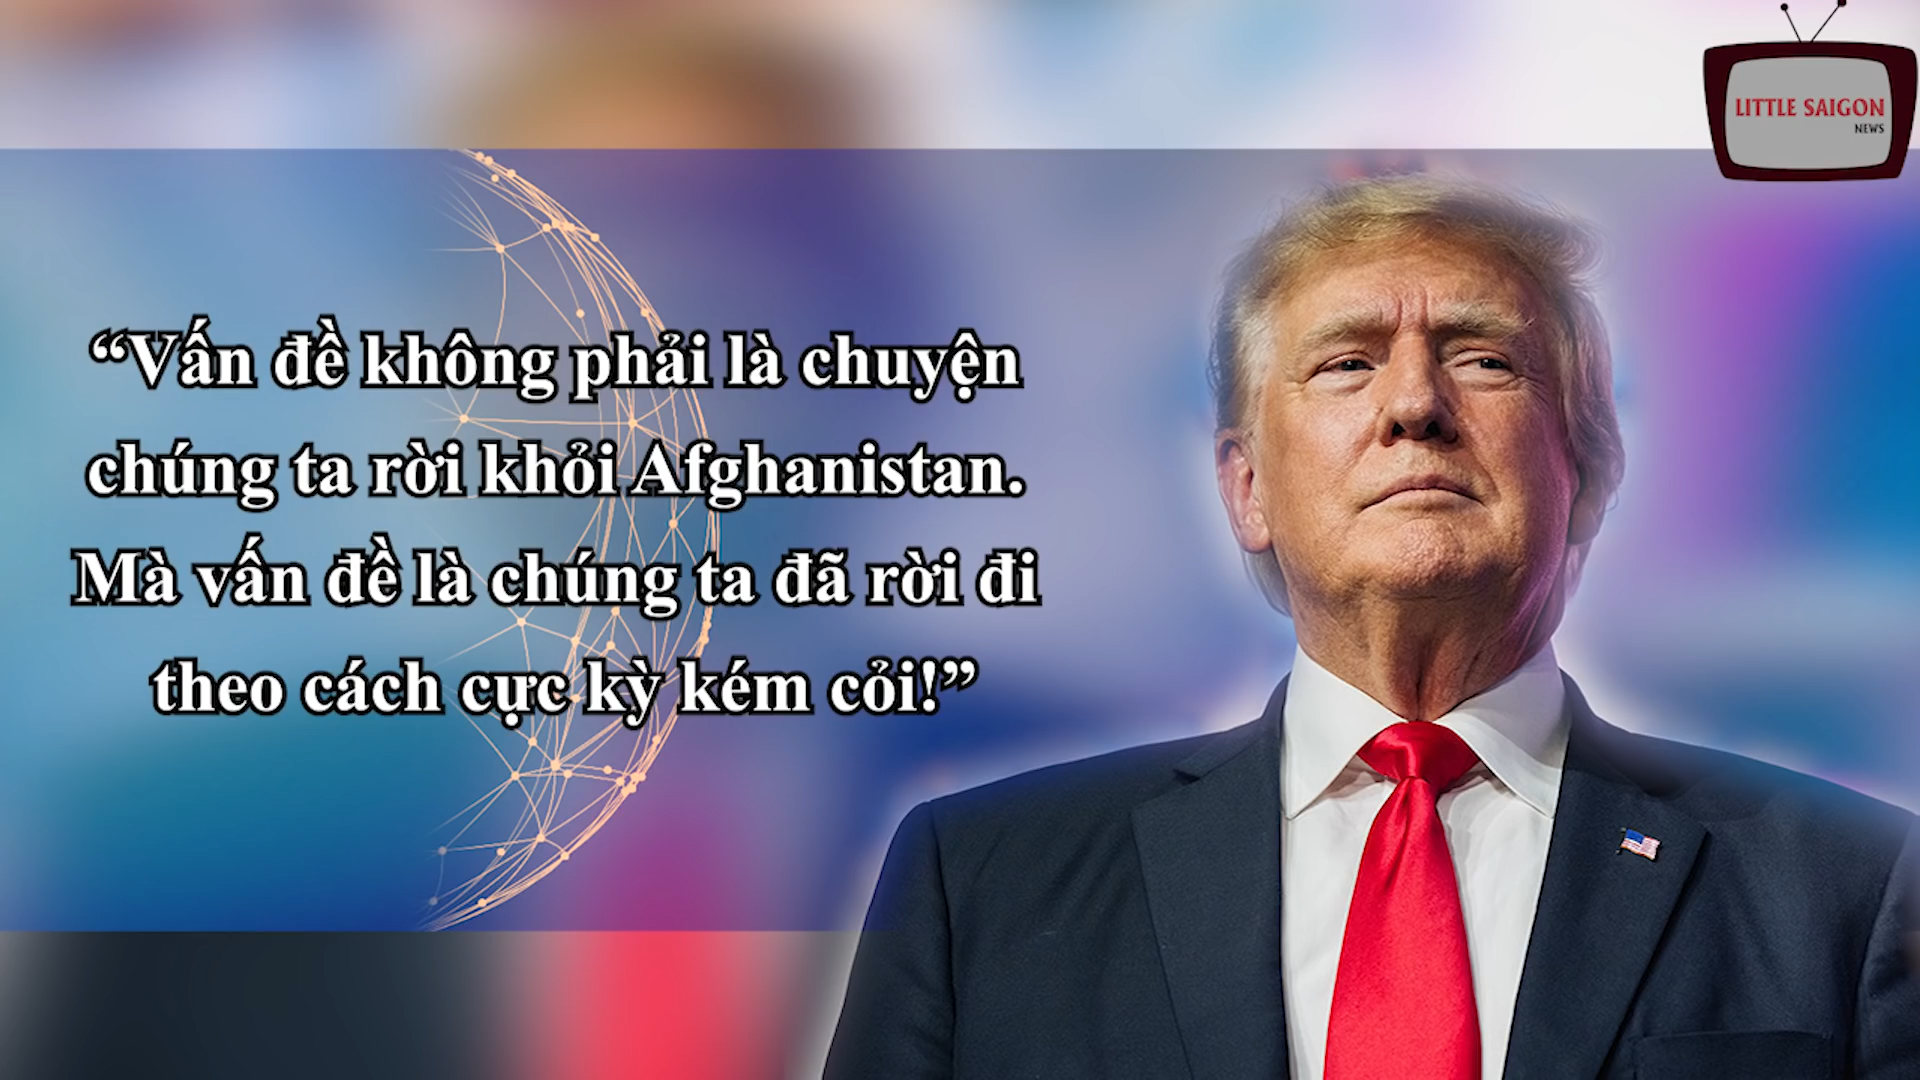 LITTLE SAIGON
NEWS
“Vấn đề không phải là chuyện
chúng ta rời khỏi Afghanistan.
Mà vấn đề là chúng ta đã rời đi
theo cách cực kỳ kém cỏi!”